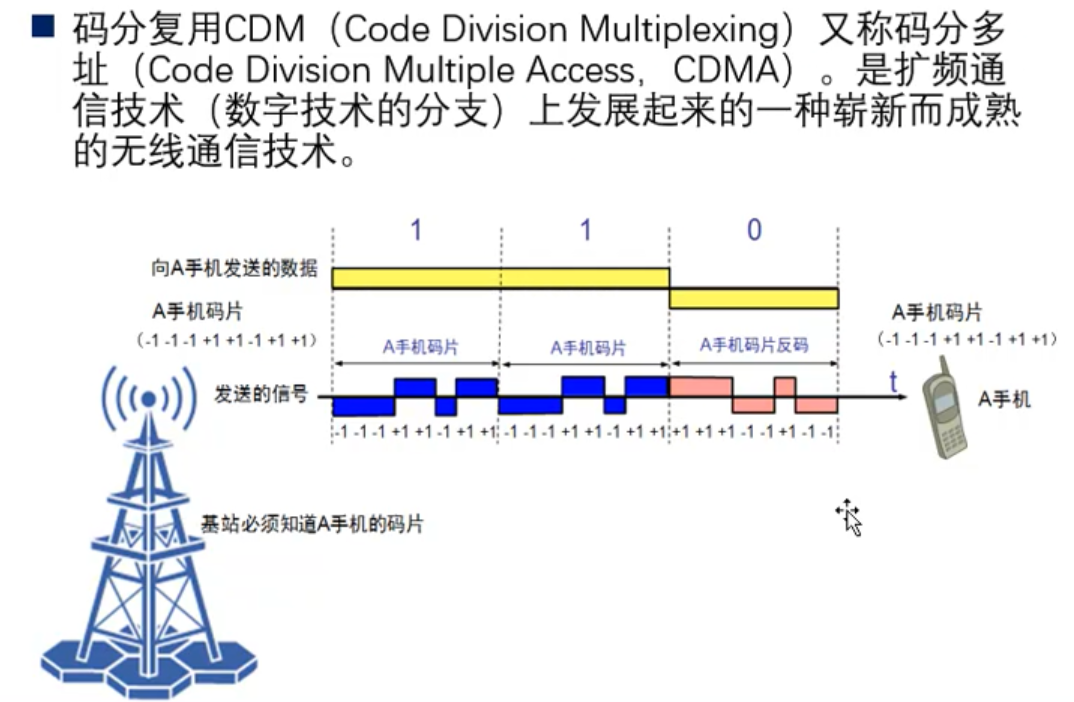 码分复用CDM（Code Division Multiplexing）又称码分多
址（Code Division Multiple Access，CDMA）。是扩频通
信技术（数字技术的分支）上发展起来的一种崭新而成熟
的无线通信技术。
1 1 0
向A手机发送的数据
A手机码片
（-1 -1 -1 +1 +1 -1 +1 +1）
A手机码片 A手机码片 A手机码片反码
A手机码片
（-1 -1 -1 +1 +1 -1 +1 +1）
发送的信号
t
A手机
-1 -1 -1 +1 +1 -1 +1 +1 -1 -1 -1 +1 +1 -1 +1 +1 +1 +1 +1 -1 -1 +1 -1 -1
基站必须知道A手机的码片